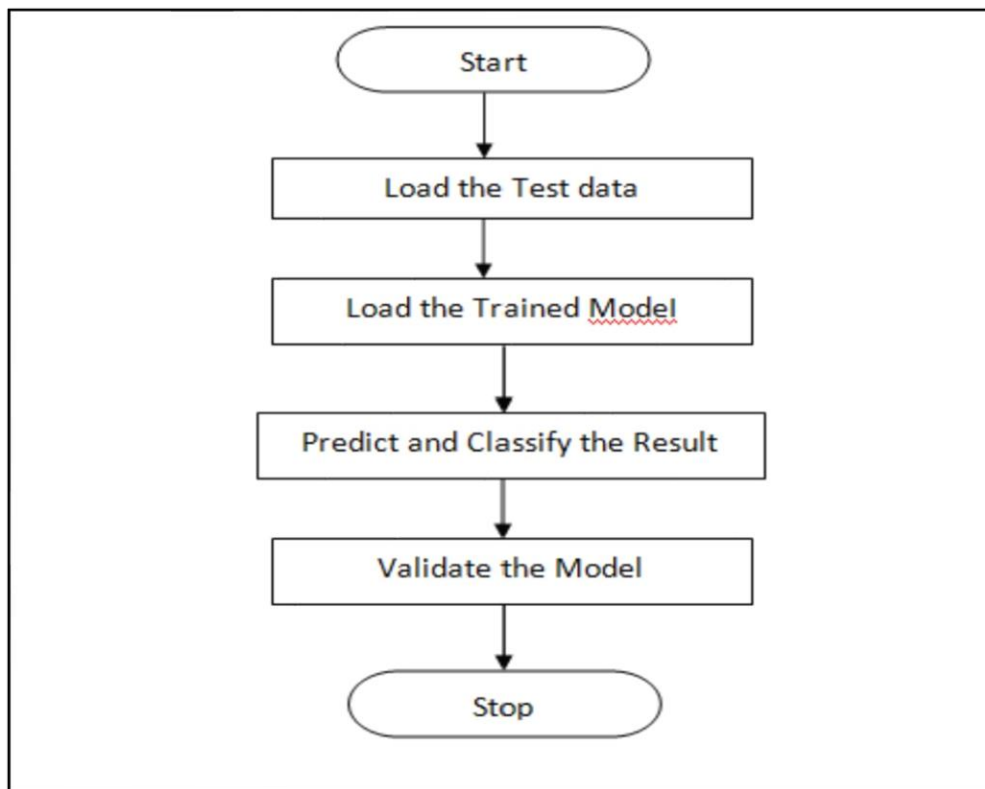 Start
Load the Test data
Load the Trained Model
Predict and Classify the Result
Validate the Model
Stop